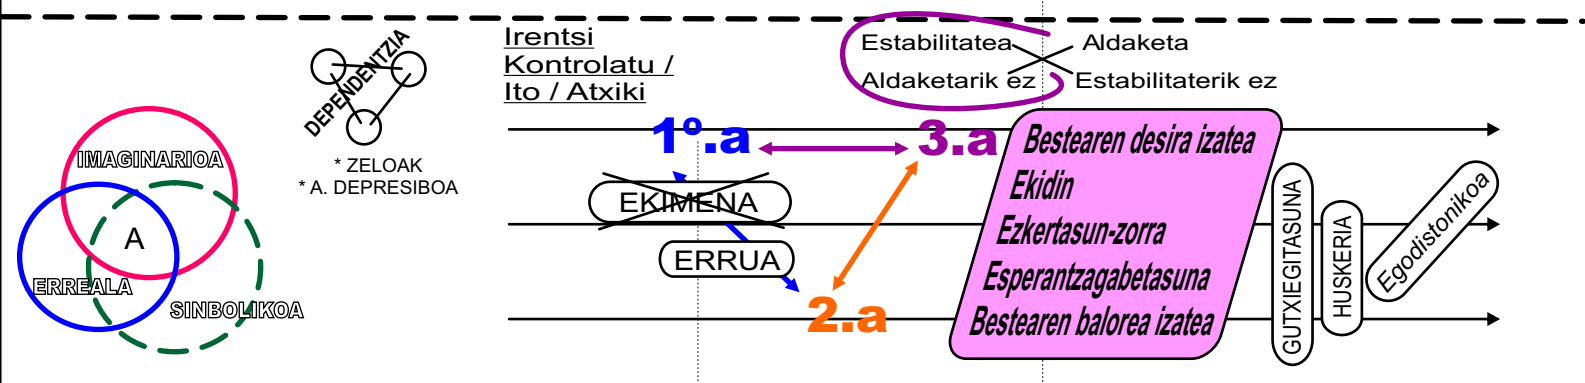 DEPENDENTZIA
* ZELOAK
* A. DEPRESIBOA
IMAGINARIOA
A
ERREALA
SINBOLIKOA
Irentsi
Kontrolatu /
Ito / Atxiki
Estabilitatea
Aldaketa
Aldaketarik ez
Estabilitaterik ez
1º.a
3.a
EKIMENA
ERRUA
2.a
Bestearen desira izatea
Ekidin
Ezkertasun-zorra
Esperantzagabetasuna
Bestearen balorea izatea
GUTXIEGITASUNA
HUSKERIA
Egodistonikoa